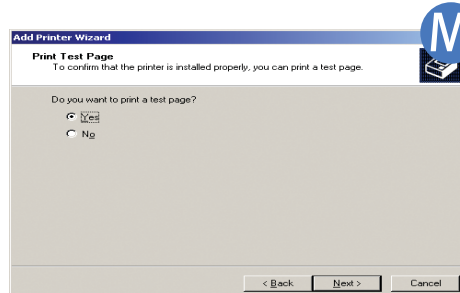 M
Add Printer Wizard
Print Test Page
To confirm that the printer is installed properly, you can print a test page.
Do you want to print a test page?
Yes
No
< Back Next > Cancel